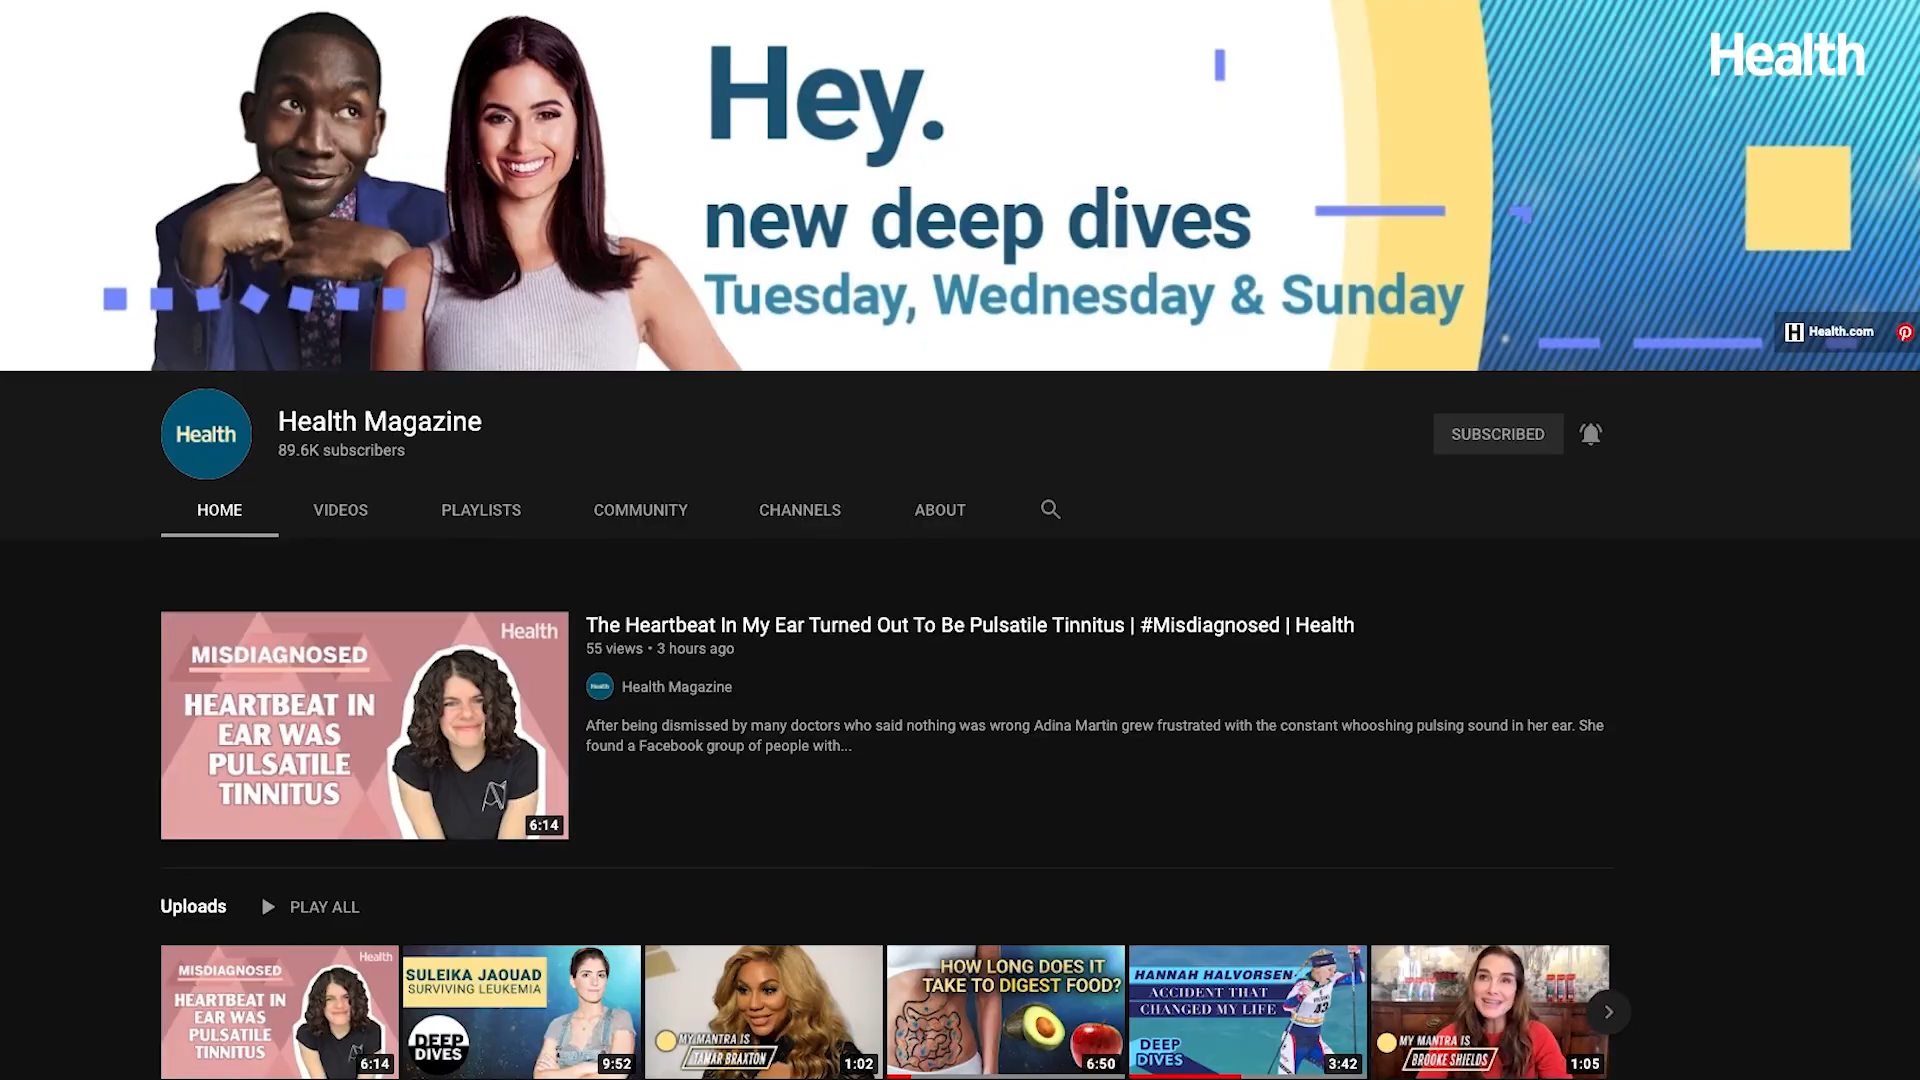 Health
Hey.
new deep dives
Tuesday, Wednesday & Sunday
H Health.com
Health
Health Magazine
89.6K subscribers
SUBSCRIBED
HOME
VIDEOS
PLAYLISTS
COMMUNITY
CHANNELS
ABOUT
Health
MISDIAGNOSED
HEARTBEAT IN
EAR WAS
PULSATILE
TINNITUS
6:14
The Heartbeat In My Ear Turned Out To Be Pulsatile Tinnitus | #Misdiagnosed | Health
55 views • 3 hours ago
Health
Health Magazine
After being dismissed by many doctors who said nothing was wrong Adina Martin grew frustrated with the constant whooshing pulsing sound in her ear. She
found a Facebook group of people with...
Uploads
PLAY ALL
Health
MISDIAGNOSED
HEARTBEAT IN
EAR WAS
PULSATILE
TINNITUS
6:14
SULEIKA JAOUAD
SURVIVING LEUKEMIA
DEEP
DIVES
9:52
MY MANTRA IS
TAMAR BRAXTON
1:02
HOW LONG DOES IT
TAKE TO DIGEST FOOD?
6:50
HANNAH HALVORSEN
ACCIDENT THAT
CHANGED MY LIFE
43
DEEP
DIVES
3:42
MY MANTRA IS
BROOKE SHIELDS
1:05